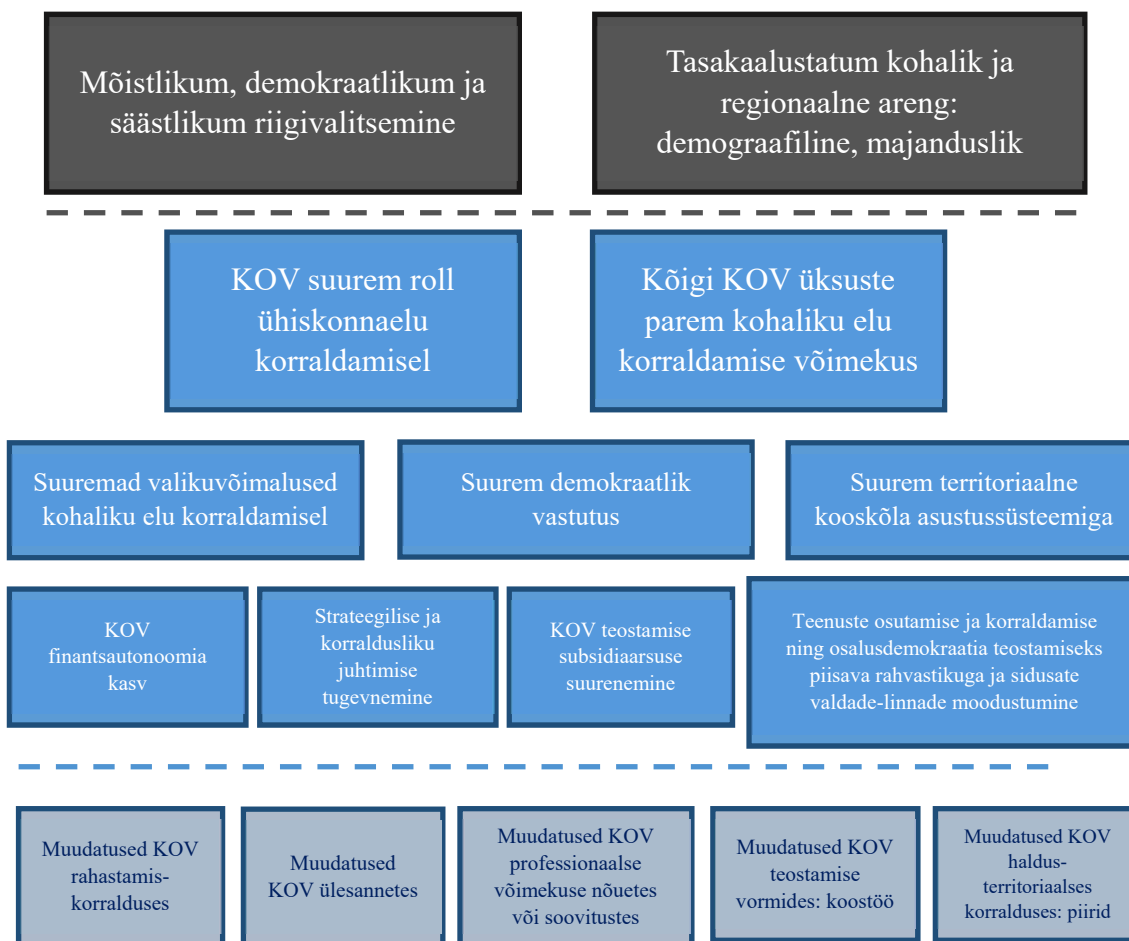 Mõistlikum, demokraatlikum ja
säästlikum riigivalitsemine
Tasakaalustatum kohalik ja
regionaalne areng:
demograafiline, majanduslik
KOV suurem roll
ühiskonnaelu
korraldamisel
Kõigi KOV üksuste
parem kohaliku elu
korraldamise võimekus
Suuremad valikuvõimalused
kohaliku elu korraldamisel
Suurem demokraatlik
vastutus
Suurem territoriaalne
kooskõla asustussüsteemiga
KOV
finantsautonoomia
kasv
Strateegilise ja
korraldusliku
juhtimise
tugevnemine
KOV teostamise
subsidiaarsuse
suurenemine
Teenuste osutamise ja korraldamise
ning osalusdemokraatia teostamiseks
piisava rahvastikuga ja sidusate
valdade-linnade moodustumine
Muudatused KOV
rahastamis-
korralduses
Muudatused
KOV ülesannetes
Muudatused KOV
professionaalse
võimekuse nõuetes
või soovitustes
Muudatused KOV
teostamise
vormides: koostöö
Muudatused KOV
haldus-
territoriaalses
korralduses: piirid